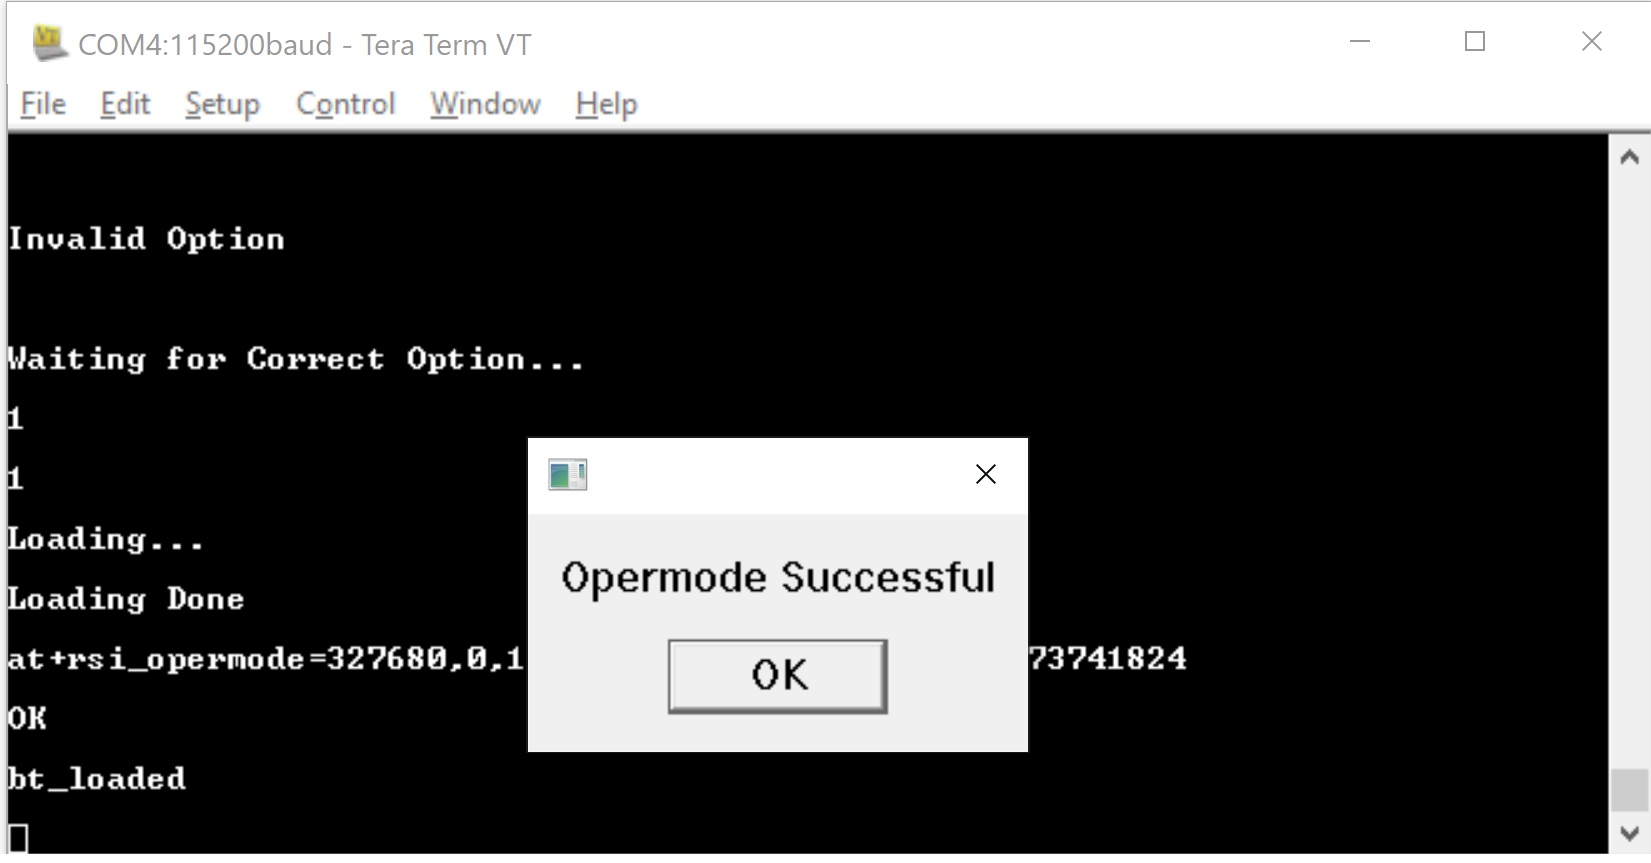 COM4:115200baud - Tera Term VT
File Edit Setup Control Window Help
Invalid Option
Waiting for Correct Option...
1
1
Loading...
Loading Done
at+rsi_opermode=327680,0,1 73741824
OK
bt_loaded
Opermode Successful
OK